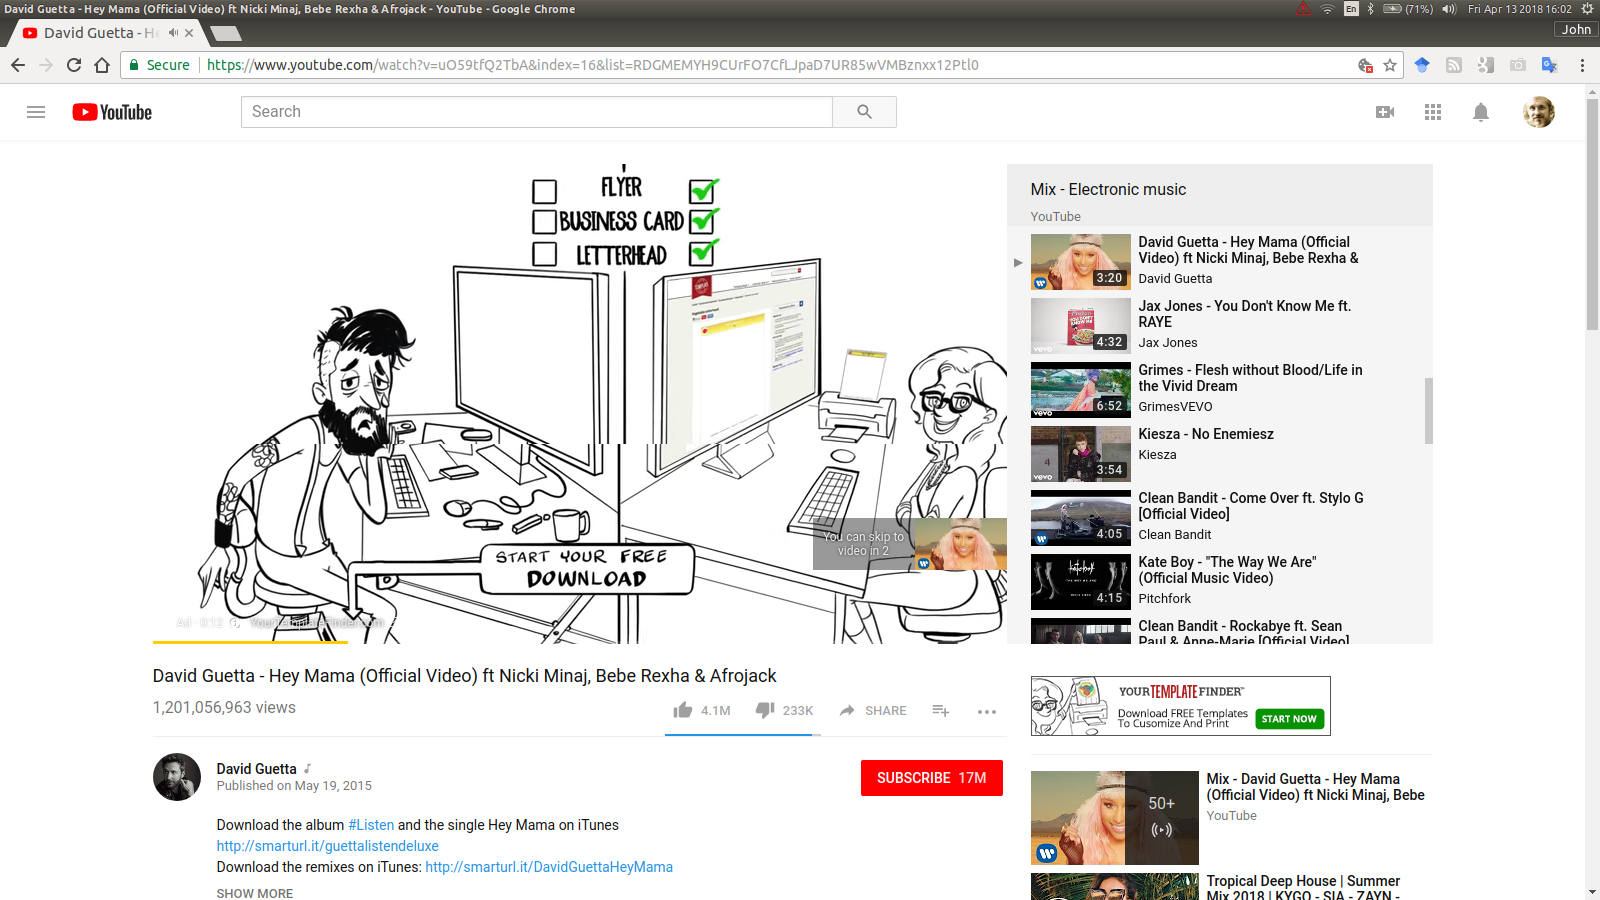 David Guetta - Hey Mama (Official Video) ft Nicki Minaj, Bebe Rexha & Afrojack - YouTube - Google Chrome
En (71%) Fri Apr 13 2018 16:02
David Guetta - He
John
Secure https://www.youtube.com/watch?v=uO59tfQ2TbA&index=16&list=RDGMEMYH9CUrFO7CfLJpaD7UR85wVMBznxx12Ptl0
YouTube
Search
FLYER
BUSINESS CARD
LETTERHEAD
You can skip to
video in 2
START YOUR FREE
DOWNLOAD
Ad · 0:12 YourTemplateFinder.com
David Guetta - Hey Mama (Official Video) ft Nicki Minaj, Bebe Rexha & Afrojack
1,201,056,963 views
4.1M 233K SHARE
David Guetta
Published on May 19, 2015
SUBSCRIBE 17M
Download the album #Listen and the single Hey Mama on iTunes
http://smarturl.it/guettalistendeluxe
Download the remixes on iTunes: http://smarturl.it/DavidGuettaHeyMama
SHOW MORE
Mix - Electronic music
YouTube
David Guetta - Hey Mama (Official
Video) ft Nicki Minaj, Bebe Rexha &
David Guetta
3:20
Jax Jones - You Don't Know Me ft.
RAYE
Jax Jones
4:32
vevo
Grimes - Flesh without Blood/Life in
the Vivid Dream
GrimesVEVO
6:52
vevo
Kiesza - No Enemiesz
Kiesza
3:54
vevo
Clean Bandit - Come Over ft. Stylo G
[Official Video]
Clean Bandit
4:05
Kate Boy - "The Way We Are"
(Official Music Video)
Pitchfork
4:15
Clean Bandit - Rockabye ft. Sean
Paul & Anne-Marie [Official Video]
YOURTEMPLATEFINDER
Download FREE Templates
To Cusomize And Print
START NOW
50+
Mix - David Guetta - Hey Mama
(Official Video) ft Nicki Minaj, Bebe
YouTube
Tropical Deep House | Summer
Mix 2018 | KYGO - SIA - ZAYN -